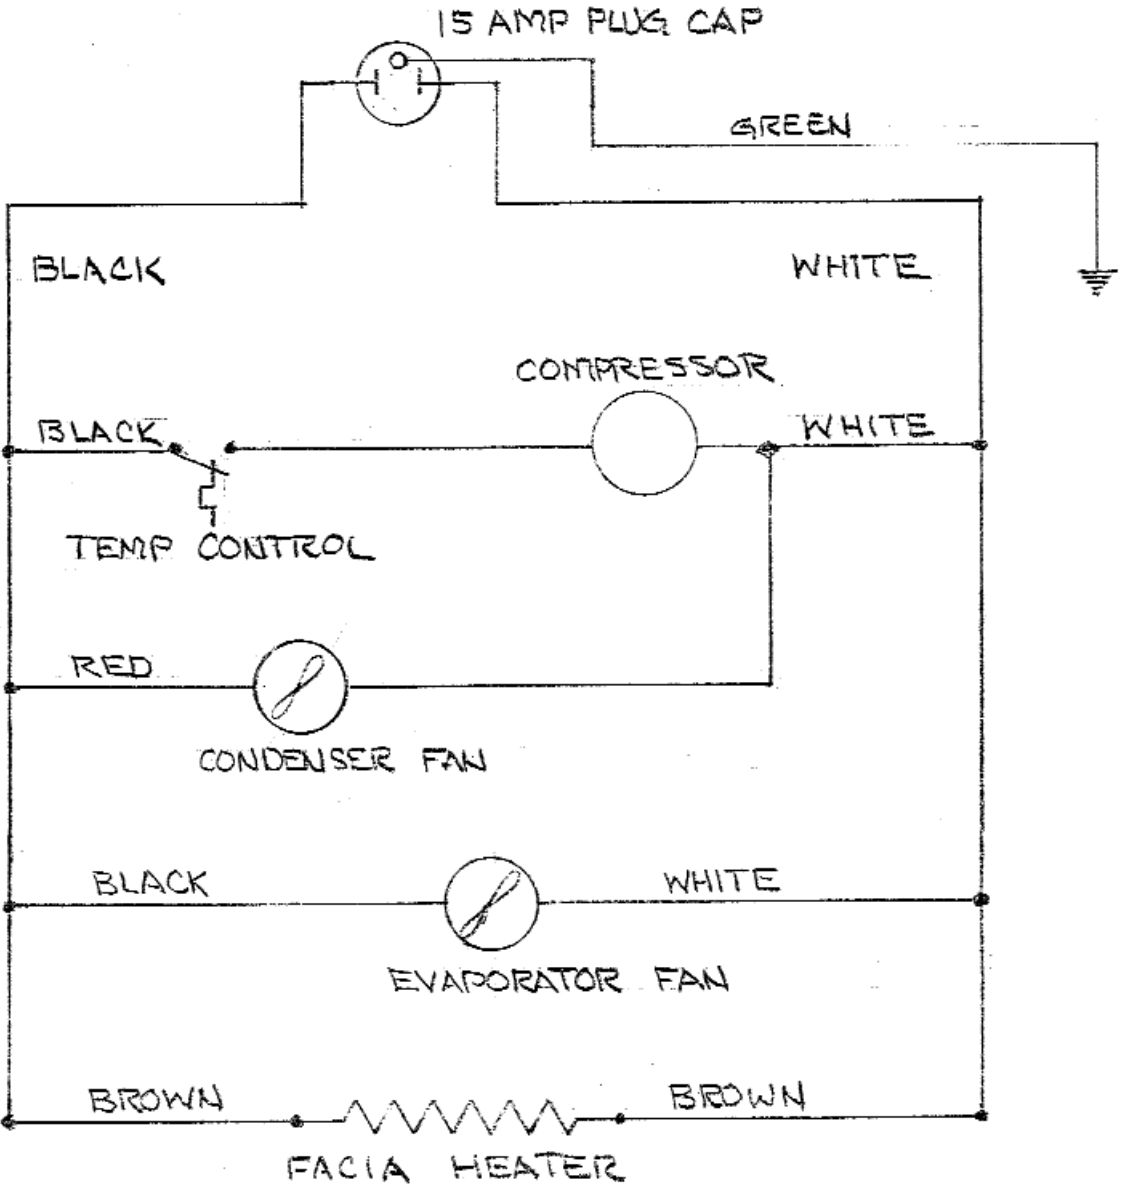 15 AMP PLUG CAP
GREEN
BLACK
WHITE
COMPRESSOR
BLACK
WHITE
TEMP CONTROL
RED
CONDENSER FAN
BLACK
WHITE
EVAPORATOR FAN
BROWN
BROWN
FACIA HEATER